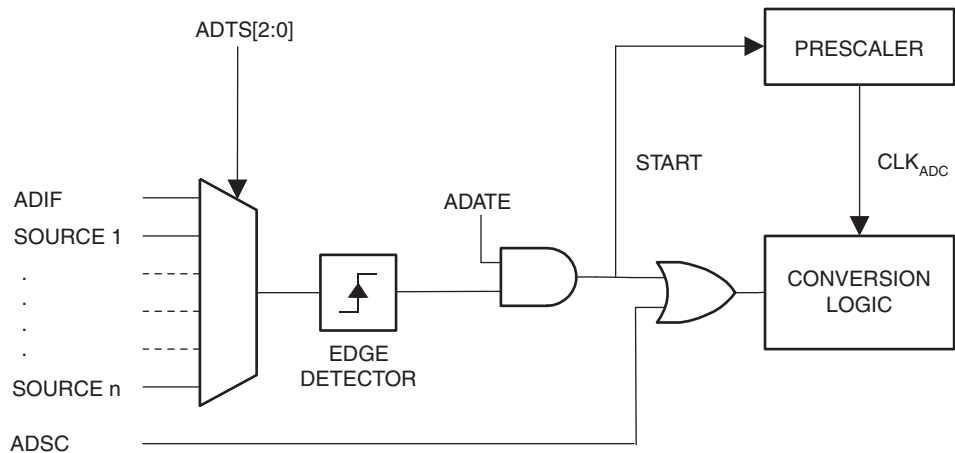 ADTS[2:0]
PRESCALER
START
CLKADC
ADIF
ADATE
SOURCE 1
.
.
.
.
CONVERSION
LOGIC
EDGE
DETECTOR
SOURCE n
ADSC